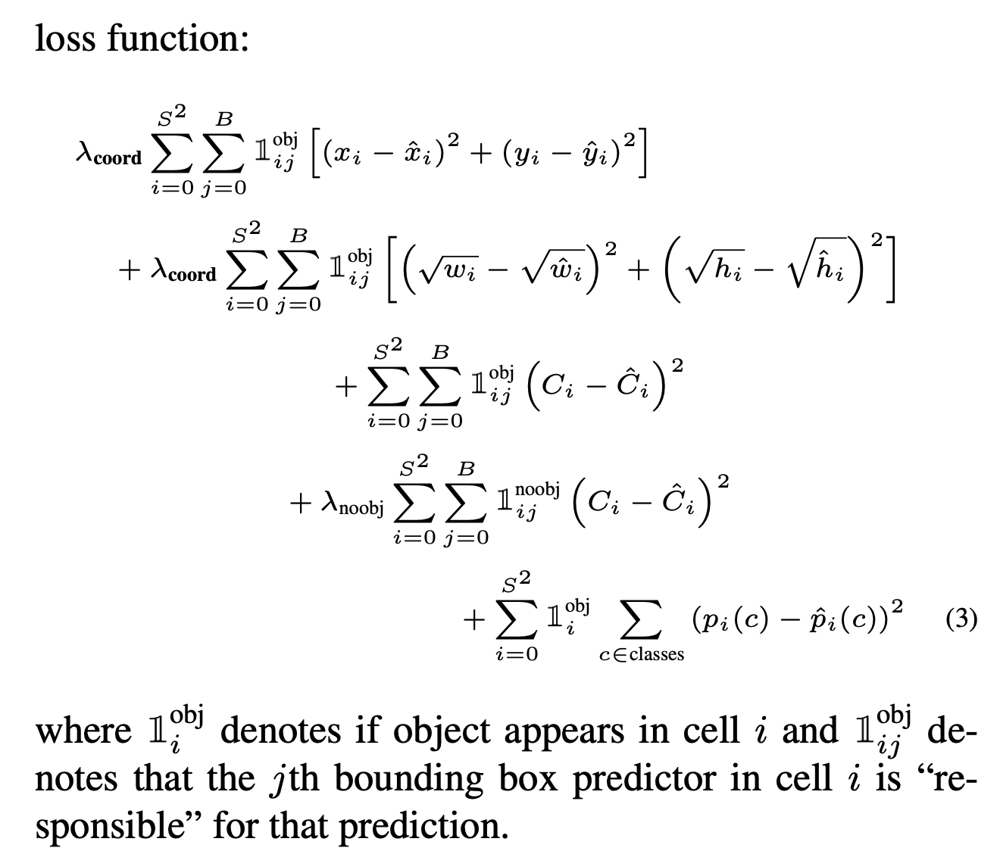 loss function:
$$\lambda_{\textbf{coord}} \sum_{i=0}^{S^2} \sum_{j=0}^{B} \mathbb{1}_{ij}^{\text{obj}} \left[ (x_i - \hat{x}_i)^2 + (y_i - \hat{y}_i)^2 \right]$$
$$+ \lambda_{\textbf{coord}} \sum_{i=0}^{S^2} \sum_{j=0}^{B} \mathbb{1}_{ij}^{\text{obj}} \left[ \left( \sqrt{w_i} - \sqrt{\hat{w}_i} \right)^2 + \left( \sqrt{h_i} - \sqrt{\hat{h}_i} \right)^2 \right]$$
$$+ \sum_{i=0}^{S^2} \sum_{j=0}^{B} \mathbb{1}_{ij}^{\text{obj}} \left( C_i - \hat{C}_i \right)^2$$
$$+ \lambda_{\text{noobj}} \sum_{i=0}^{S^2} \sum_{j=0}^{B} \mathbb{1}_{ij}^{\text{noobj}} \left( C_i - \hat{C}_i \right)^2$$
$$+ \sum_{i=0}^{S^2} \mathbb{1}_{i}^{\text{obj}} \sum_{c \in \text{classes}} (p_i(c) - \hat{p}_i(c))^2 \quad (3)$$
where $\mathbb{1}_{i}^{\text{obj}}$ denotes if object appears in cell $i$ and $\mathbb{1}_{ij}^{\text{obj}}$ de-
notes that the $j$th bounding box predictor in cell $i$ is “re-
sponsible” for that prediction.